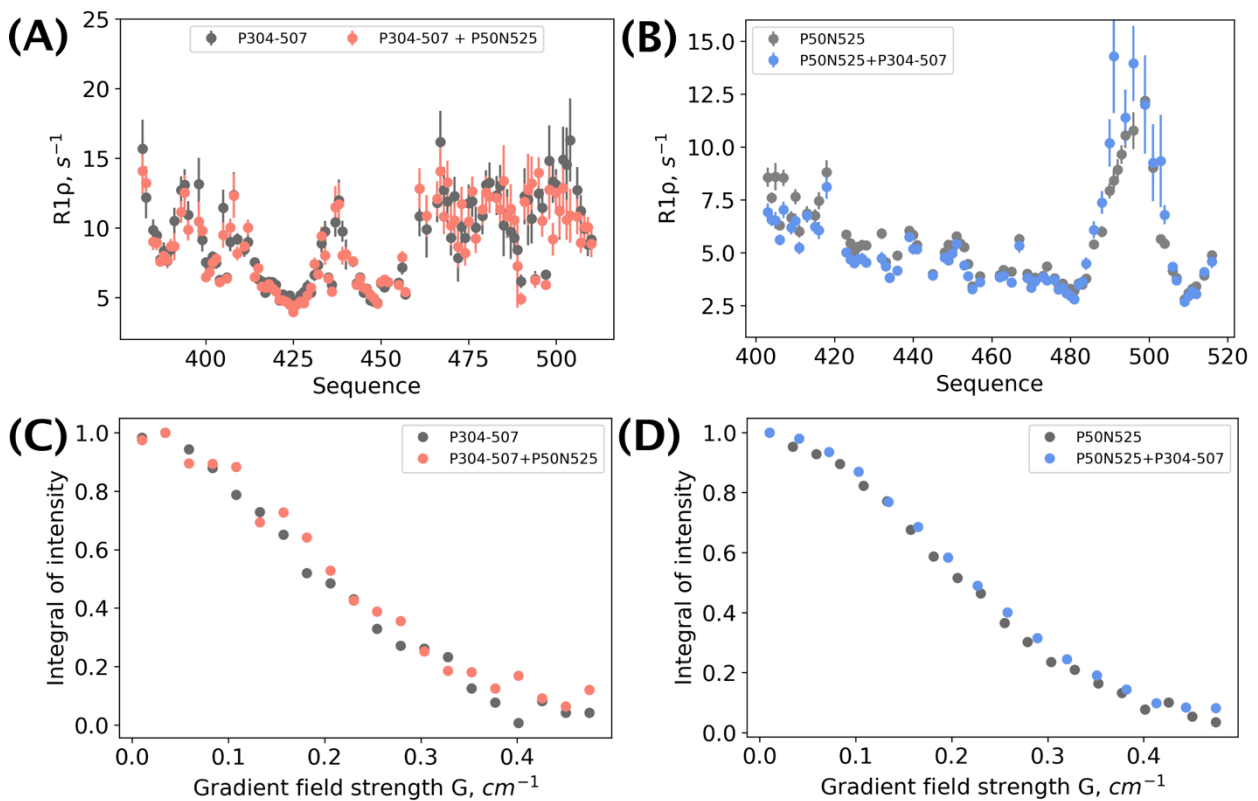 (A)
25
20
15
10
5
R1ρ, s⁻¹
P304-507
P304-507 + P50N525
400
425
450
475
500
Sequence
(B)
15.0
12.5
10.0
7.5
5.0
2.5
R1ρ, s⁻¹
P50N525
P50N525+P304-507
400
420
440
460
480
500
520
Sequence
(C)
1.0
0.8
0.6
0.4
0.2
0.0
Integral of intensity
P304-507
P304-507+P50N525
0.0
0.1
0.2
0.3
0.4
Gradient field strength G, cm⁻¹
(D)
1.0
0.8
0.6
0.4
0.2
0.0
Integral of intensity
P50N525
P50N525+P304-507
0.0
0.1
0.2
0.3
0.4
Gradient field strength G, cm⁻¹